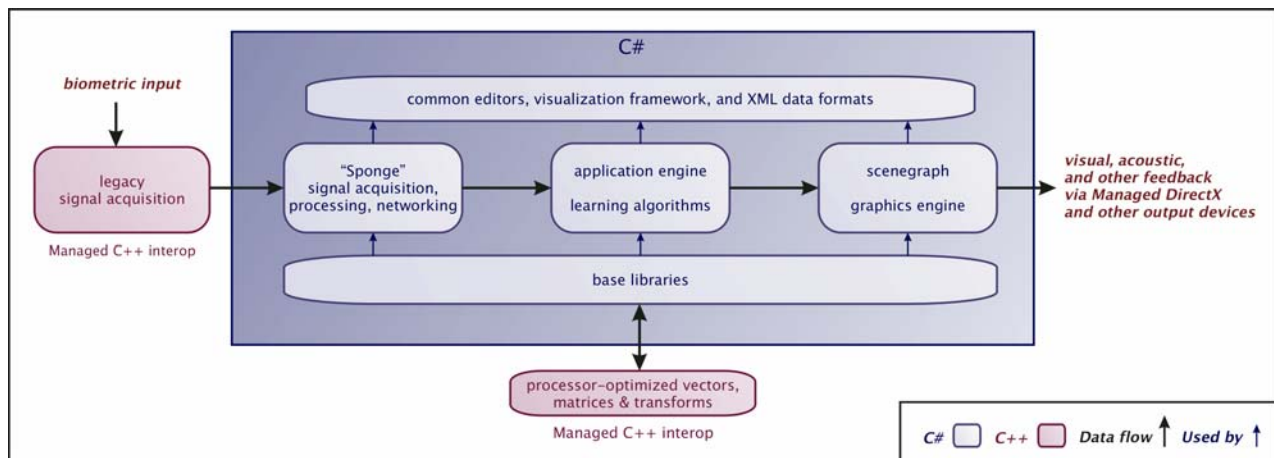 C#
biometric input
common editors, visualization framework, and XML data formats
legacy
signal acquisition
Managed C++ interop
“Sponge”
signal acquisition,
processing, networking
application engine
learning algorithms
scenegraph
graphics engine
visual, acoustic,
and other feedback
via Managed DirectX
and other output devices
base libraries
processor-optimized vectors,
matrices & transforms
Managed C++ interop
C# C++ Data flow Used by